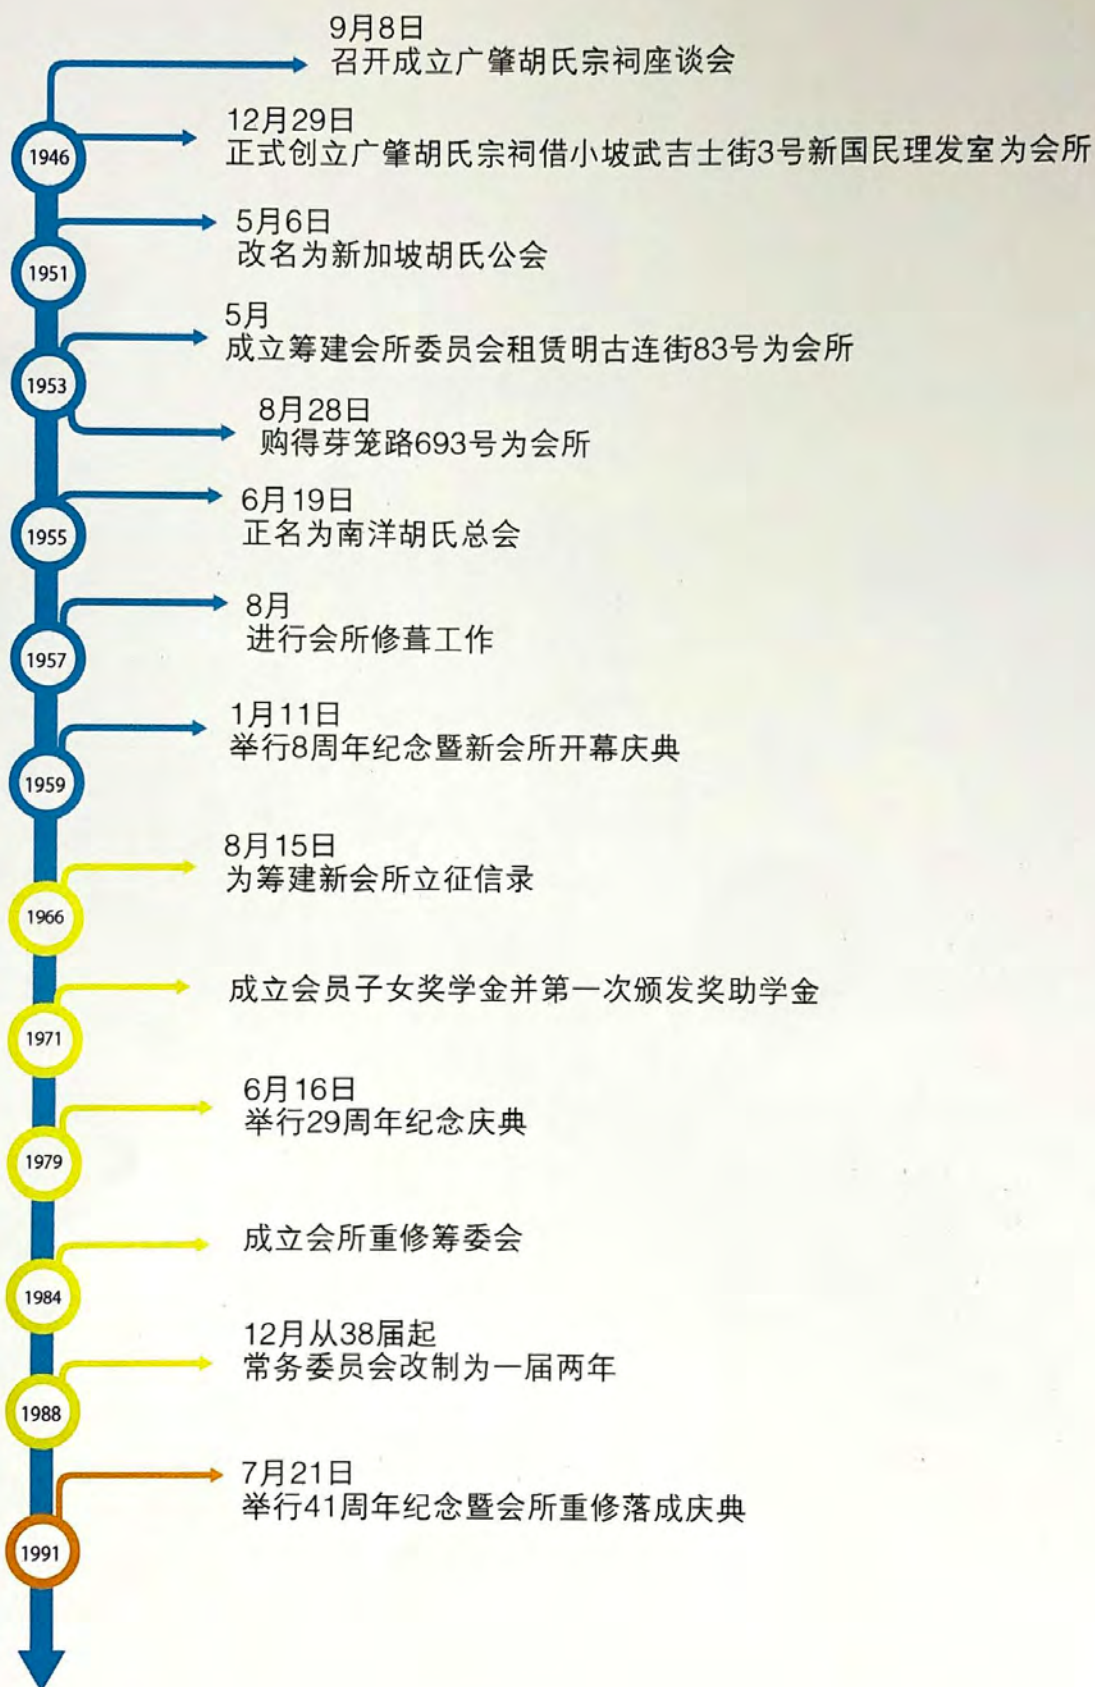 9月8日
召开成立广肇胡氏宗祠座谈会
1946
12月29日
正式创立广肇胡氏宗祠借小坡武吉士街3号新国民理发室为会所
5月6日
改名为新加坡胡氏公会
1951
5月
成立筹建会所委员会租赁明古连街83号为会所
1953
8月28日
购得芽笼路693号为会所
6月19日
正名为南洋胡氏总会
1955
8月
进行会所修葺工作
1957
1月11日
举行8周年纪念暨新会所开幕庆典
1959
8月15日
为筹建新会所立征信录
1966
成立会员子女奖学金并第一次颁发奖助学金
1971
6月16日
举行29周年纪念庆典
1979
成立会所重修筹委会
1984
12月从38届起
常务委员会改制为一届两年
1988
7月21日
举行41周年纪念暨会所重修落成庆典
1991